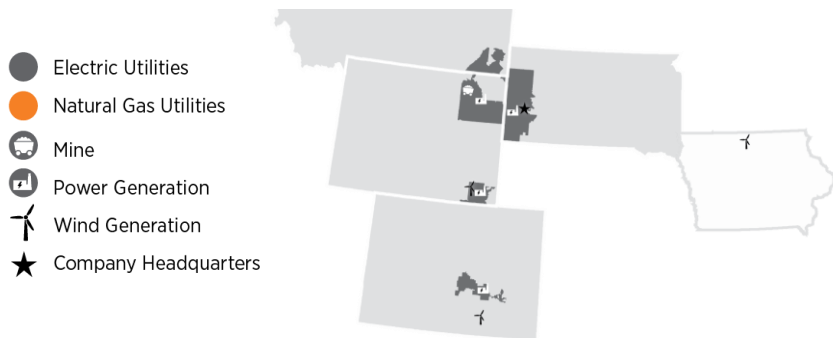 Electric Utilities
Natural Gas Utilities
Mine
Power Generation
Wind Generation
Company Headquarters